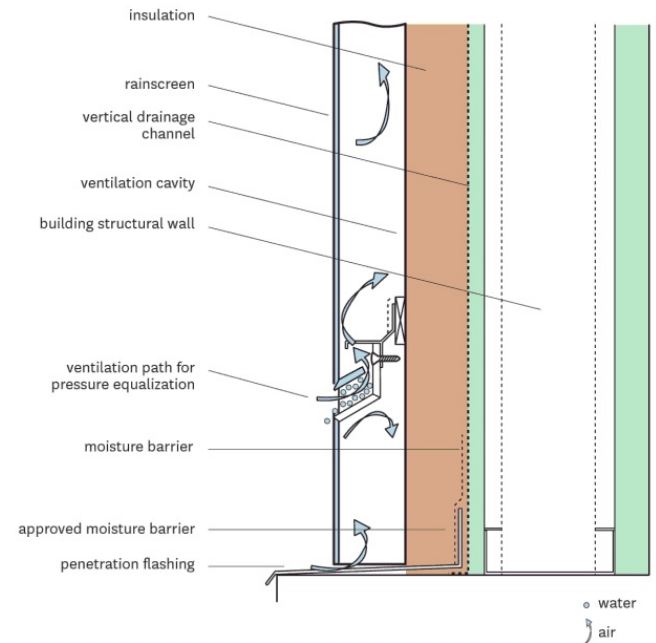 insulation
rainscreen
vertical drainage
channel
ventilation cavity
building structural wall
ventilation path for
pressure equalization
moisture barrier
approved moisture barrier
penetration flashing
water
air